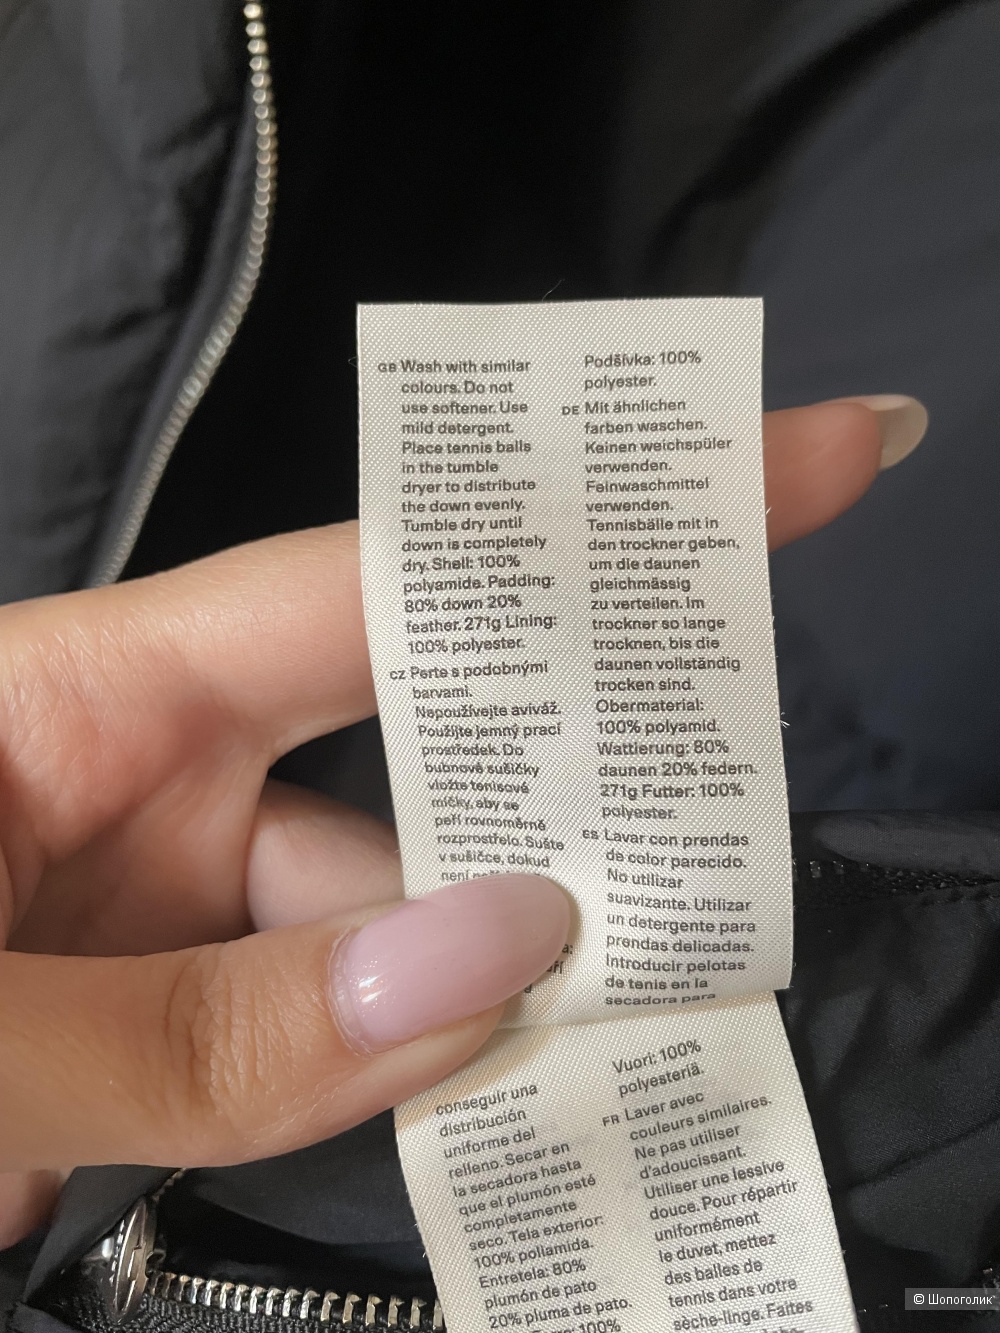 GB Wash with similar
colours. Do not
use softener. Use
mild detergent.
Place tennis balls
in the tumble
dryer to distribute
the down evenly.
Tumble dry until
down is completely
dry. Shell: 100%
polyamide. Padding:
80% down 20%
feather. 271g Lining:
100% polyester.
CZ Perte s podobnými
barvami.
Nepoužívejte aviváž.
Použijte jemný prací
prostředek. Do
bubnové sušičky
vložte tenisové
míčky, aby se
peří rovnoměrně
rozprostřelo. Sušte
v sušičce, dokud
není
Podšívka: 100%
polyester.
DE Mit ähnlichen
farben waschen.
Keinen weichspüler
verwenden.
Feinwaschmittel
verwenden.
Tennisbälle mit in
den trockner geben,
um die daunen
gleichmässig
zu verteilen. Im
trockner so lange
trocknen, bis die
daunen vollständig
trocken sind.
Obermaterial:
100% polyamid.
Wattierung: 80%
daunen 20% federn.
271g Futter: 100%
polyester.
ES Lavar con prendas
de color parecido.
No utilizar
suavizante. Utilizar
un detergente para
prendas delicadas.
Introducir pelotas
de tenis en la
secadora para
conseguir una
distribución
uniforme del
relleno. Secar en
la secadora hasta
que el plumón esté
completamente
seco. Tela exterior:
100% poliamida.
Entretela: 80%
plumón de pato
20% pluma de pato.
100%
Vuori: 100%
polyesteriä.
FR Laver avec
couleurs similaires.
Ne pas utiliser
d'adoucissant.
Utiliser une lessive
douce. Pour répartir
uniformément
le duvet, mettez
des balles de
tennis dans votre
sèche-linge. Faites
© Шопоголик